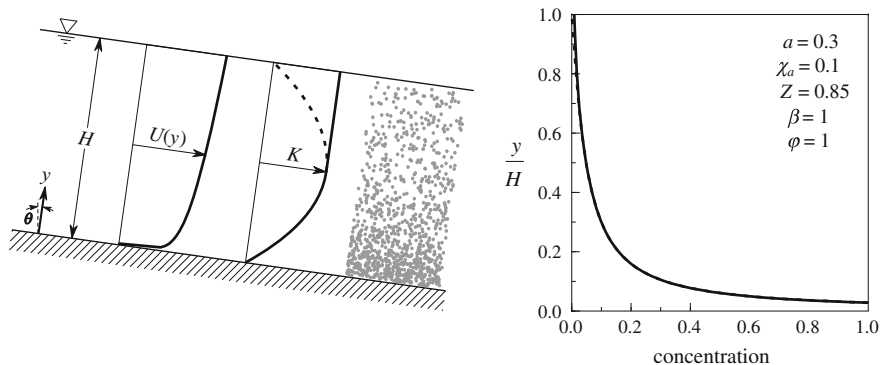 H
y
θ
U(y)
K
y
H
1.0
0.8
0.6
0.4
0.2
0.0
a = 0.3
χa = 0.1
Z = 0.85
β = 1
φ = 1
0.0 0.2 0.4 0.6 0.8 1.0
concentration